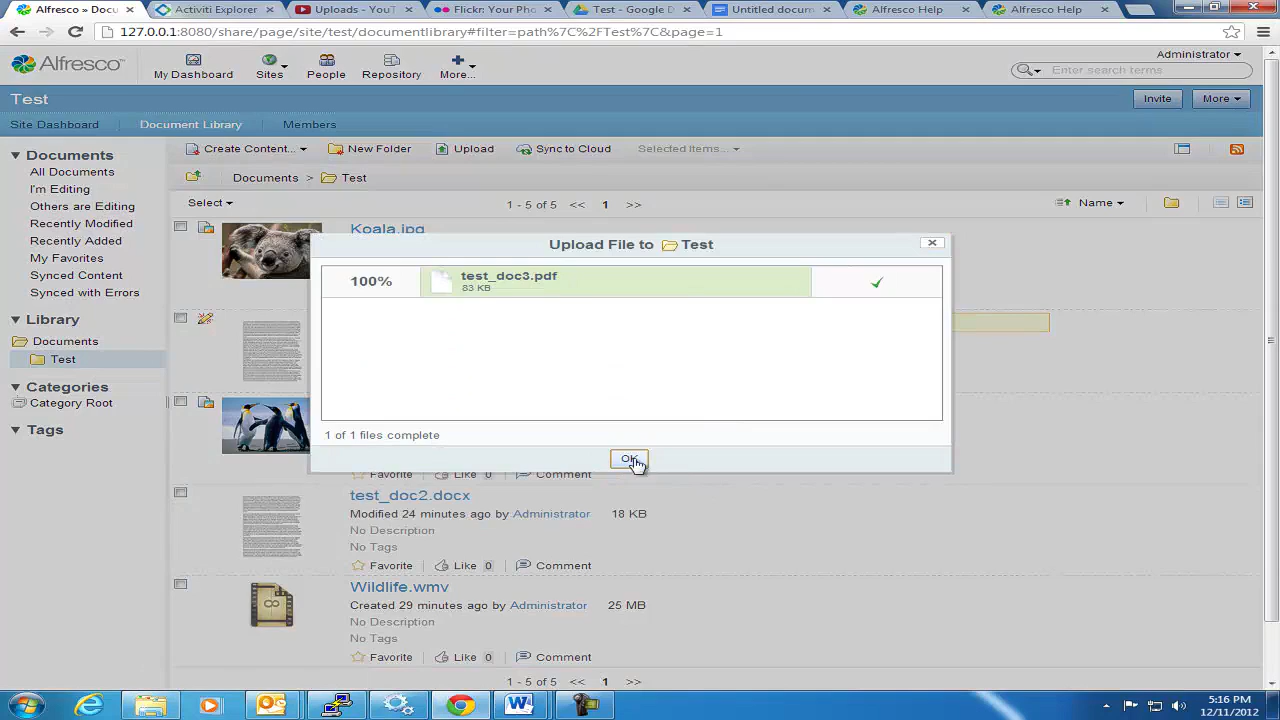 Alfresco » Docu
Activiti Explorer
Uploads - YouT
Flickr: Your Pho
Test - Google D
Untitled docum
Alfresco Help
Alfresco Help
127.0.0.1:8080/share/page/site/test/documentlibrary#filter=path%7C%2FTest%7C&page=1
Alfresco
My Dashboard
Sites
People
Repository
More...
Administrator
Enter search terms
Test
Invite
More
Site Dashboard
Document Library
Members
Documents
All Documents
I'm Editing
Others are Editing
Recently Modified
Recently Added
My Favorites
Synced Content
Synced with Errors
Library
Documents
Test
Categories
Category Root
Tags
Create Content...
New Folder
Upload
Sync to Cloud
Selected Items...
Documents > Test
Select
1 - 5 of 5 << 1 >>
Name
Koala.jpg
Upload File to Test
100%
test_doc3.pdf
83 KB
1 of 1 files complete
OK
Favorite Like 0 Comment
test_doc2.docx
Modified 24 minutes ago by Administrator 18 KB
No Description
No Tags
Favorite Like 0 Comment
Wildlife.wmv
Created 29 minutes ago by Administrator 25 MB
No Description
No Tags
Favorite Like 0 Comment
1 - 5 of 5 << 1 >>
5:16 PM
12/11/2012